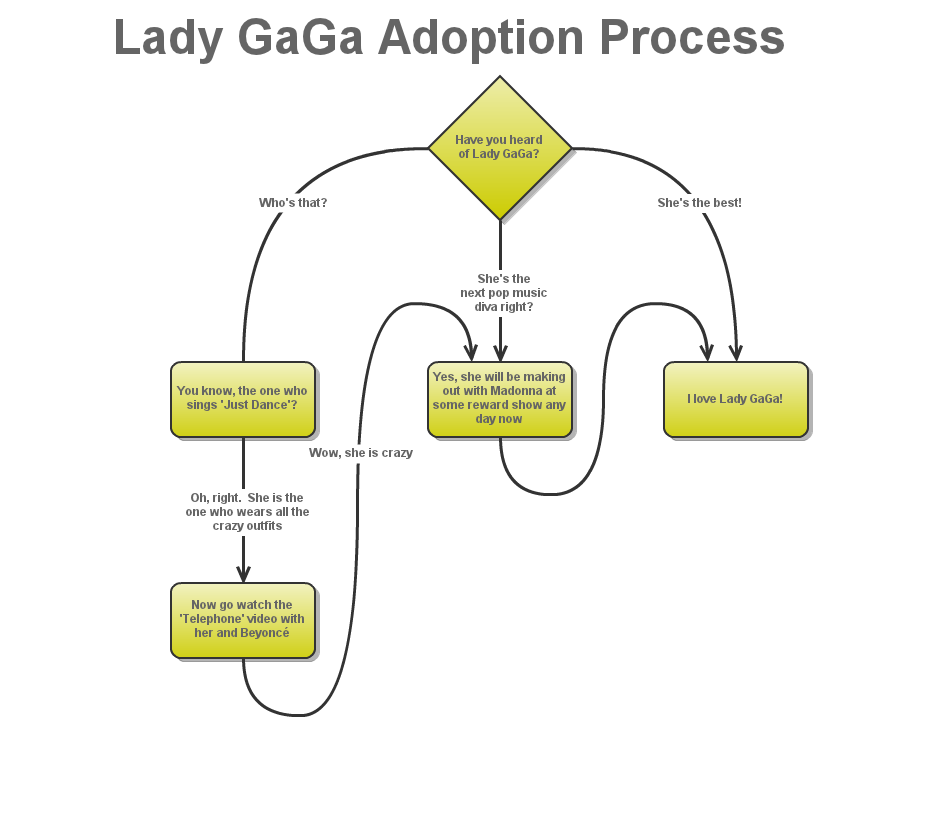 Lady GaGa Adoption Process
Have you heard
of Lady GaGa?
Who's that?
She's the best!
She's the
next pop music
diva right?
You know, the one who
sings 'Just Dance'?
Yes, she will be making
out with Madonna at
some reward show any
day now
I love Lady GaGa!
Wow, she is crazy
Oh, right.  She is the
one who wears all the
crazy outfits
Now go watch the
'Telephone' video with
her and Beyoncé